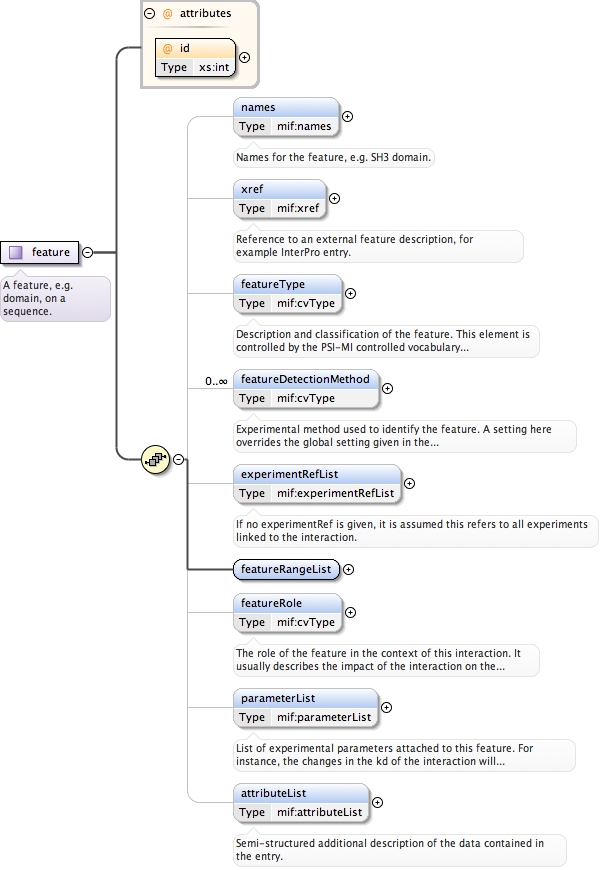 @ attributes
@ id
Type xs:int
names
Type mif:names
Names for the feature, e.g. SH3 domain.
xref
Type mif:xref
Reference to an external feature description, for
example InterPro entry.
feature
A feature, e.g.
domain, on a
sequence.
featureType
Type mif:cvType
Description and classification of the feature. This element is
controlled by the PSI-MI controlled vocabulary...
0..∞
featureDetectionMethod
Type mif:cvType
Experimental method used to identify the feature. A setting here
overrides the global setting given in the...
experimentRefList
Type mif:experimentRefList
If no experimentRef is given, it is assumed this refers to all experiments
linked to the interaction.
featureRangeList
featureRole
Type mif:cvType
The role of the feature in the context of this interaction. It
usually describes the impact of the interaction on the...
parameterList
Type mif:parameterList
List of experimental parameters attached to this feature. For
instance, the changes in the kd of the interaction will...
attributeList
Type mif:attributeList
Semi-structured additional description of the data contained in
the entry.